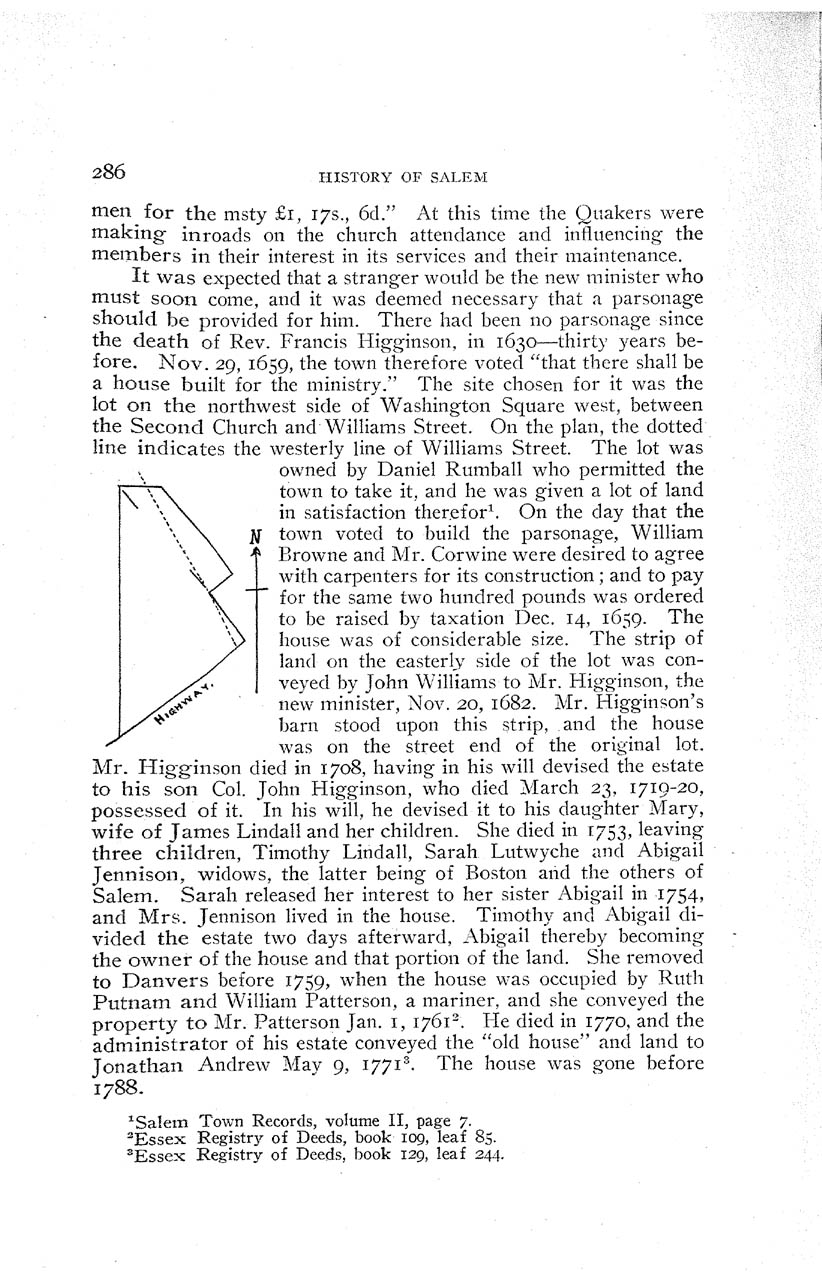 286 HISTORY OF SALEM
men for the msty £1, 17s., 6d.” At this time the Quakers were
making inroads on the church attendance and influencing the
members in their interest in its services and their maintenance.
It was expected that a stranger would be the new minister who
must soon come, and it was deemed necessary that a parsonage
should be provided for him. There had been no parsonage since
the death of Rev. Francis Higginson, in 1630—thirty years be-
fore. Nov. 29, 1659, the town therefore voted “that there shall be
a house built for the ministry.” The site chosen for it was the
lot on the northwest side of Washington Square west, between
the Second Church and Williams Street. On the plan, the dotted
line indicates the westerly line of Williams Street. The lot was
owned by Daniel Rumball who permitted the
town to take it, and he was given a lot of land
in satisfaction therefor¹. On the day that the
town voted to build the parsonage, William
Browne and Mr. Corwine were desired to agree
with carpenters for its construction; and to pay
for the same two hundred pounds was ordered
to be raised by taxation Dec. 14, 1659. The
house was of considerable size. The strip of
land on the easterly side of the lot was con-
veyed by John Williams to Mr. Higginson, the
new minister, Nov. 20, 1682. Mr. Higginson’s
barn stood upon this strip, and the house
was on the street end of the original lot.
N
HIGHWAY.
Mr. Higginson died in 1708, having in his will devised the estate
to his son Col. John Higginson, who died March 23, 1719-20,
possessed of it. In his will, he devised it to his daughter Mary,
wife of James Lindall and her children. She died in 1753, leaving
three children, Timothy Lindall, Sarah Lutwyche and Abigail
Jennison, widows, the latter being of Boston and the others of
Salem. Sarah released her interest to her sister Abigail in 1754,
and Mrs. Jennison lived in the house. Timothy and Abigail di-
vided the estate two days afterward, Abigail thereby becoming
the owner of the house and that portion of the land. She removed
to Danvers before 1759, when the house was occupied by Ruth
Putnam and William Patterson, a mariner, and she conveyed the
property to Mr. Patterson Jan. 1, 1761². He died in 1770, and the
administrator of his estate conveyed the “old house” and land to
Jonathan Andrew May 9, 1771³. The house was gone before
1788.
¹Salem Town Records, volume II, page 7.
²Essex Registry of Deeds, book 109, leaf 85.
³Essex Registry of Deeds, book 129, leaf 244.